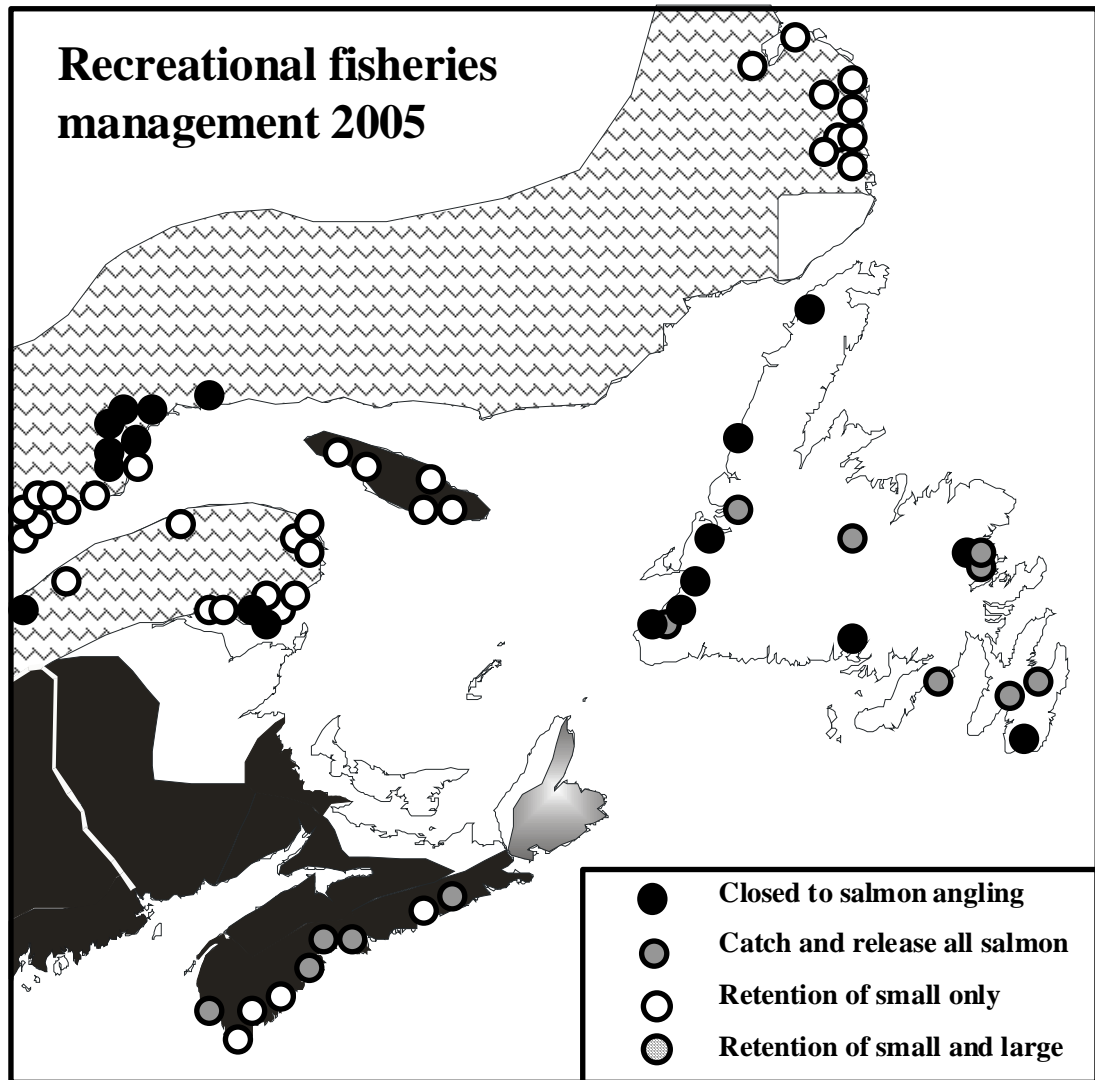 Recreational fisheries
management 2005
Closed to salmon angling
Catch and release all salmon
Retention of small only
Retention of small and large